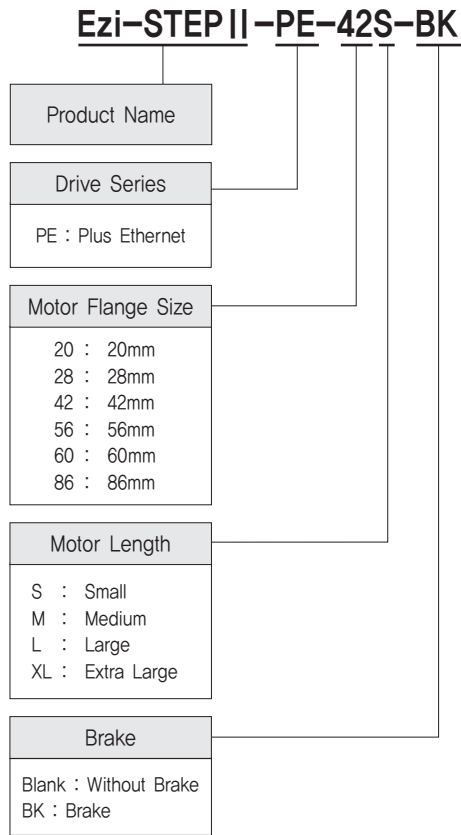 Ezi-STEPII-PE-42S-BK
Product Name
Drive Series
PE : Plus Ethernet
Motor Flange Size
20 : 20mm
28 : 28mm
42 : 42mm
56 : 56mm
60 : 60mm
86 : 86mm
Motor Length
S : Small
M : Medium
L : Large
XL : Extra Large
Brake
Blank : Without Brake
BK : Brake